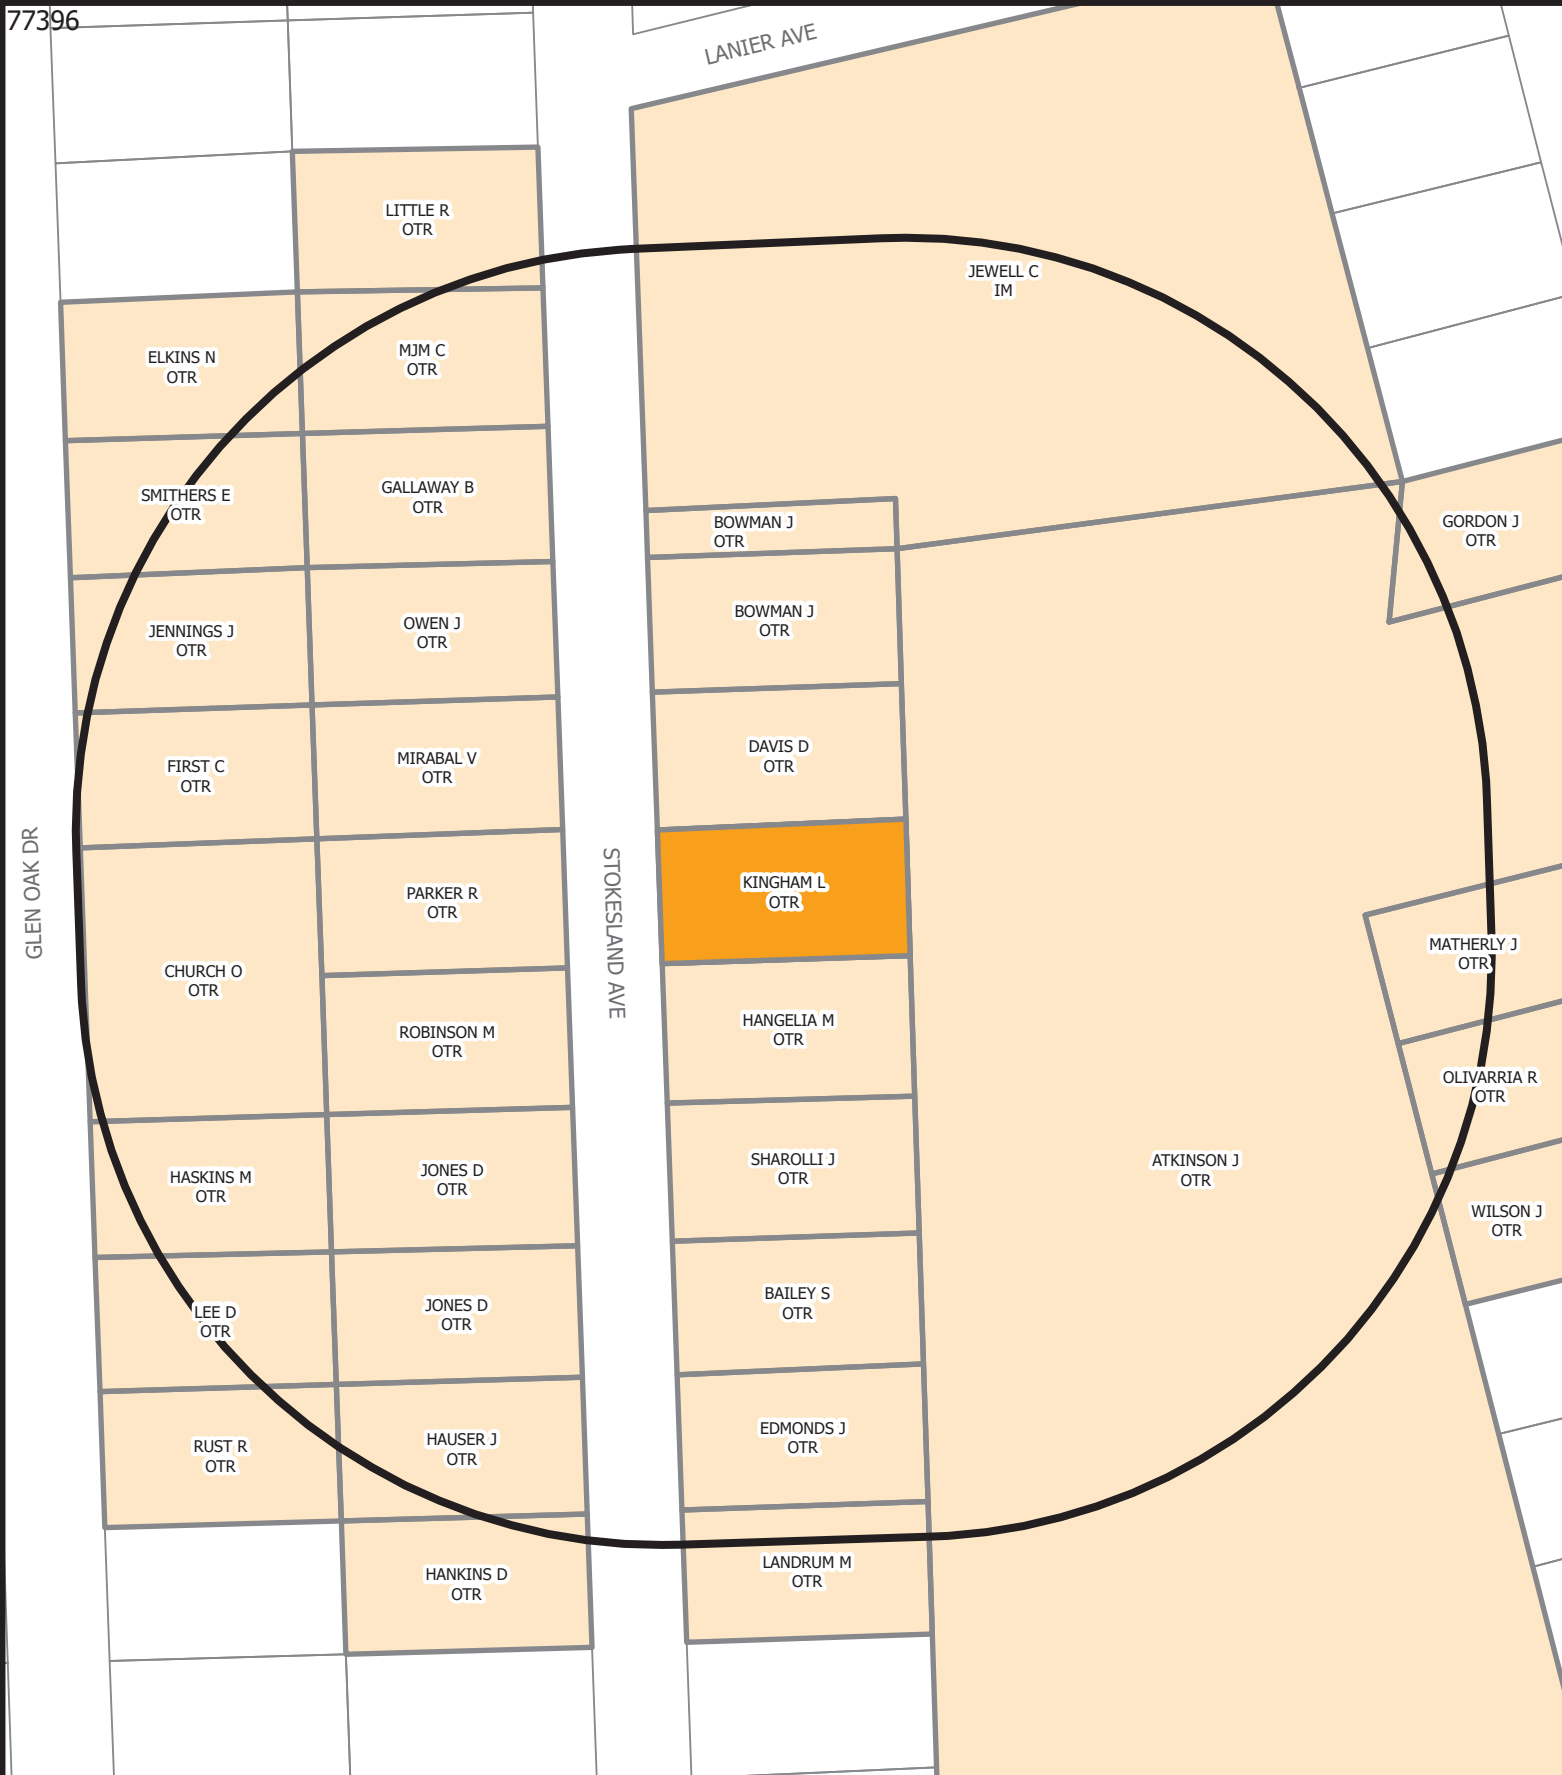 77396
LANIER AVE
LITTLE R
OTR
JEWELL C
IM
ELKINS N
OTR
MJM C
OTR
SMITHERS E
OTR
GALLAWAY B
OTR
BOWMAN J
OTR
GORDON J
OTR
JENNINGS J
OTR
OWEN J
OTR
BOWMAN J
OTR
FIRST C
OTR
MIRABAL V
OTR
DAVIS D
OTR
GLEN OAK DR
STOKESLAND AVE
PARKER R
OTR
KINGHAM L
OTR
CHURCH O
OTR
MATHERLY J
OTR
ROBINSON M
OTR
HANGELIA M
OTR
OLIVARRIA R
OTR
HASKINS M
OTR
JONES D
OTR
SHAROLLI J
OTR
ATKINSON J
OTR
WILSON J
OTR
LEE D
OTR
JONES D
OTR
BAILEY S
OTR
RUST R
OTR
HAUSER J
OTR
EDMONDS J
OTR
HANKINS D
OTR
LANDRUM M
OTR